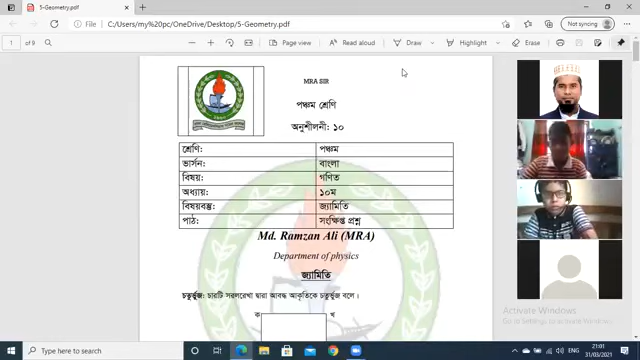 5-Geometry.pdf
File
C:/Users/my%20pc/OneDrive/Desktop/5-Geometry.pdf
Not syncing
1
of 9
Page view
Read aloud
Draw
Highlight
Erase
MRA SIR
পঞ্চম শ্রেণি
অনুশীলনী: ১০
শ্রেণি: পঞ্চম
ভার্সন: বাংলা
বিষয়: গণিত
অধ্যায়: ১০ম
বিষয়বস্তু: জ্যামিতি
পাঠ: সংক্ষিপ্ত প্রশ্ন
Md. Ramzan Ali (MRA)
Department of physics
জ্যামিতি
চতুর্ভুজ: চারটি সরলরেখা দ্বারা আবদ্ধ আকৃতিকে চতুর্ভুজ বলে।
ক খ
Activate Windows
Go to Settings to activate Windows.
Type here to search
ENG
21:01
31/03/2021